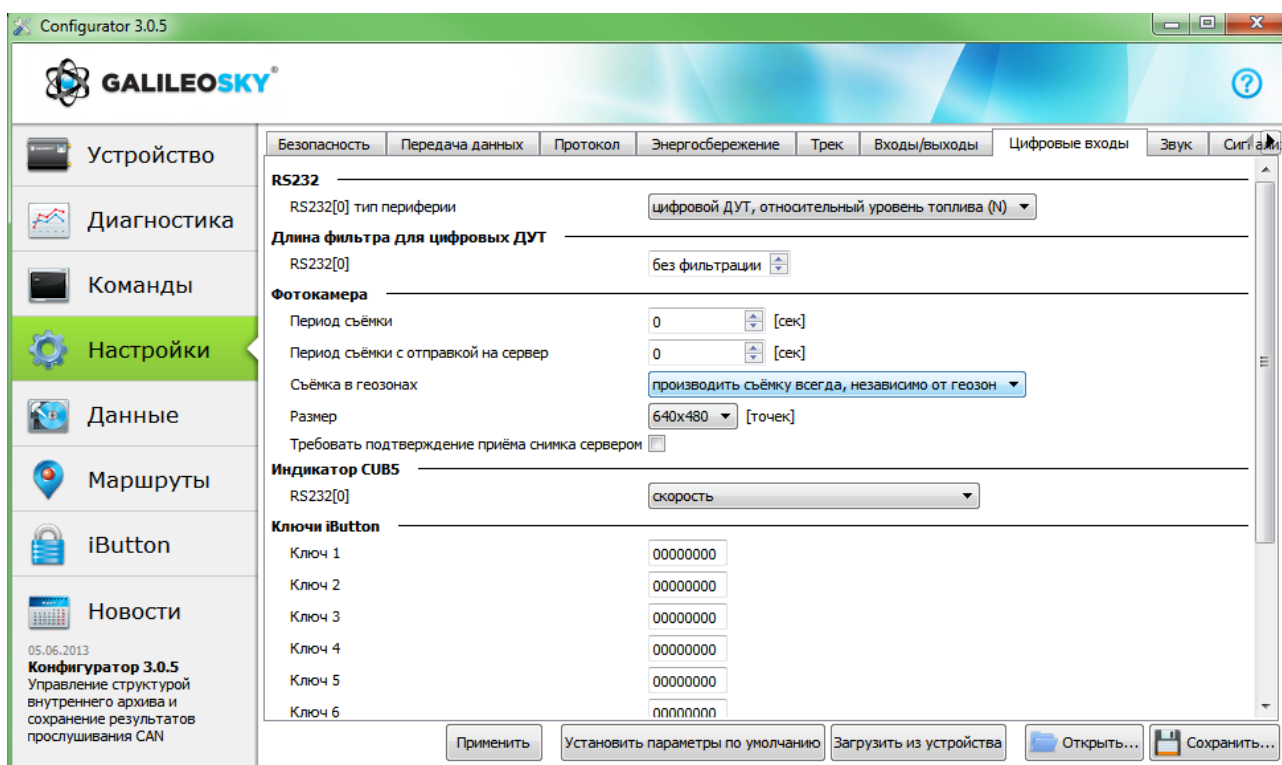 Configurator 3.0.5
GALILEOSKY®
?
Устройство
Диагностика
Команды
Настройки
Данные
Маршруты
iButton
Новости
05.06.2013
Конфигуратор 3.0.5
Управление структурой
внутреннего архива и
сохранение результатов
прослушивания CAN
Безопасность Передача данных Протокол Энергосбережение Трек Входы/выходы Цифровые входы Звук
RS232
RS232[0] тип периферии цифровой ДУТ, относительный уровень топлива (N)
Длина фильтра для цифровых ДУТ
RS232[0] без фильтрации
Фотокамера
Период съёмки 0 [сек]
Период съёмки с отправкой на сервер 0 [сек]
Съёмка в геозонах производить съёмку всегда, независимо от геозон
Размер 640x480 [точек]
Требовать подтверждение приёма снимка сервером
Индикатор CUB5
RS232[0] скорость
Ключи iButton
Ключ 1 00000000
Ключ 2 00000000
Ключ 3 00000000
Ключ 4 00000000
Ключ 5 00000000
Ключ 6 00000000
Применить Установить параметры по умолчанию Загрузить из устройства Открыть... Сохранить...